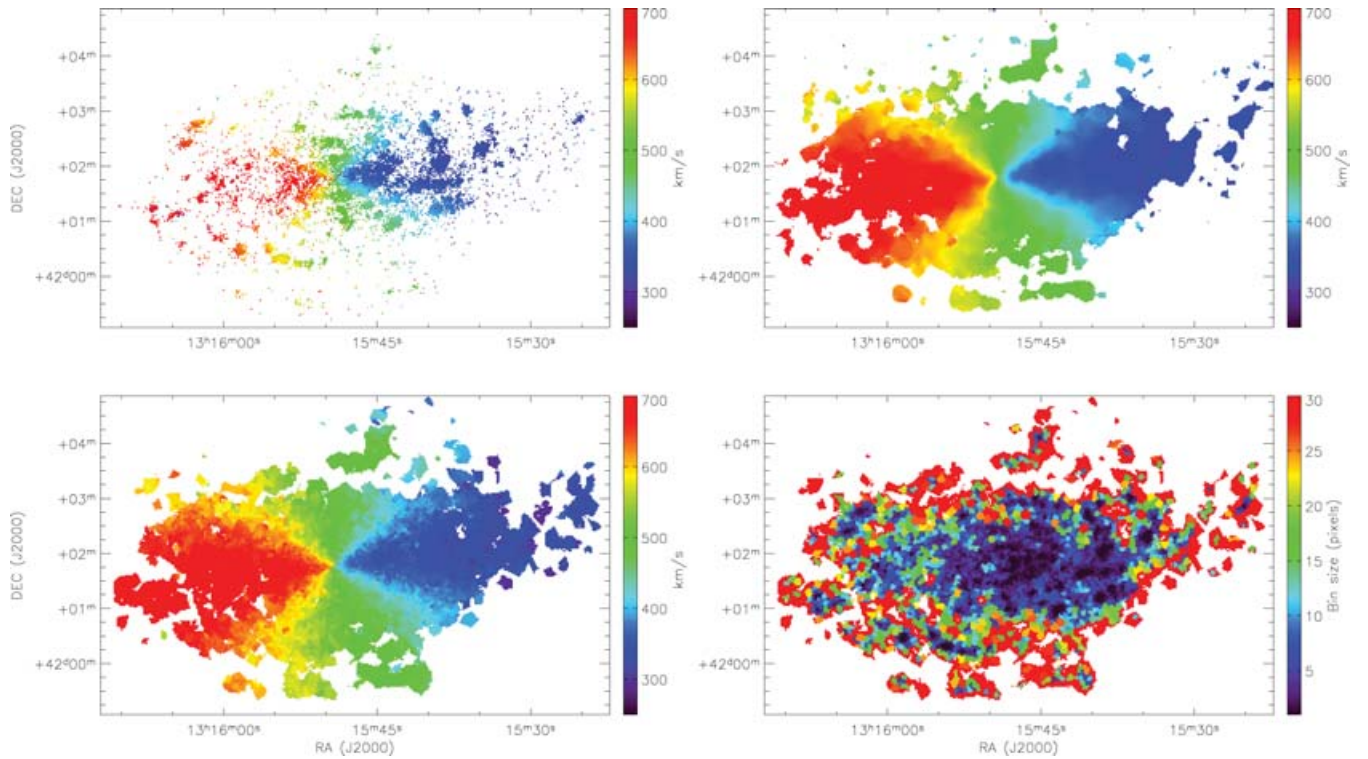 700
600
500
400
300
km/s
+04ᵐ
+03ᵐ
+02ᵐ
+01ᵐ
+42ᵈ00ᵐ
DEC (J2000)
13ʰ16ᵐ00ˢ 15ᵐ45ˢ 15ᵐ30ˢ
700
600
500
400
300
km/s
+04ᵐ
+03ᵐ
+02ᵐ
+01ᵐ
+42ᵈ00ᵐ
13ʰ16ᵐ00ˢ 15ᵐ45ˢ 15ᵐ30ˢ
700
600
500
400
300
km/s
+04ᵐ
+03ᵐ
+02ᵐ
+01ᵐ
+42ᵈ00ᵐ
DEC (J2000)
13ʰ16ᵐ00ˢ 15ᵐ45ˢ 15ᵐ30ˢ
RA (J2000)
30
25
20
15
10
5
Bin size (pixels)
+04ᵐ
+03ᵐ
+02ᵐ
+01ᵐ
+42ᵈ00ᵐ
13ʰ16ᵐ00ˢ 15ᵐ45ˢ 15ᵐ30ˢ
RA (J2000)